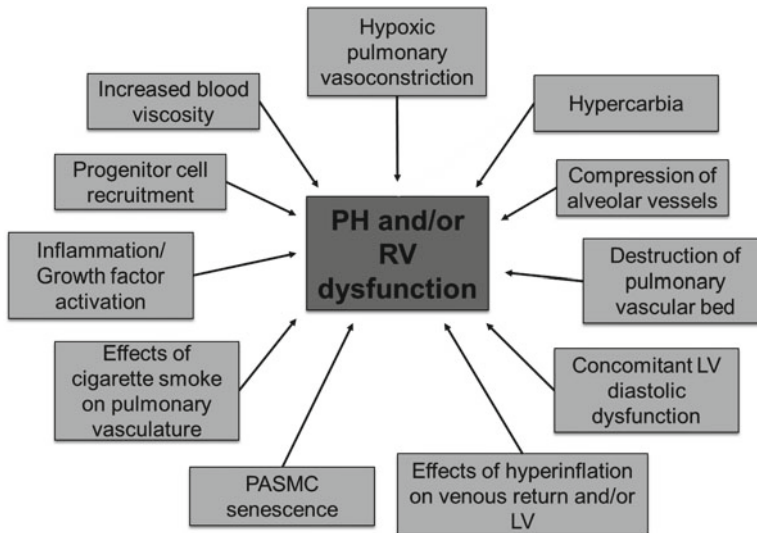 Hypoxic
pulmonary
vasoconstriction
Increased blood
viscosity
Hypercarbia
Progenitor cell
recruitment
Compression of
alveolar vessels
PH and/or
RV
dysfunction
Inflammation/
Growth factor
activation
Destruction of
pulmonary
vascular bed
Effects of
cigarette smoke
on pulmonary
vasculature
Concomitant LV
diastolic
dysfunction
PASMC
senescence
Effects of hyperinflation
on venous return and/or
LV